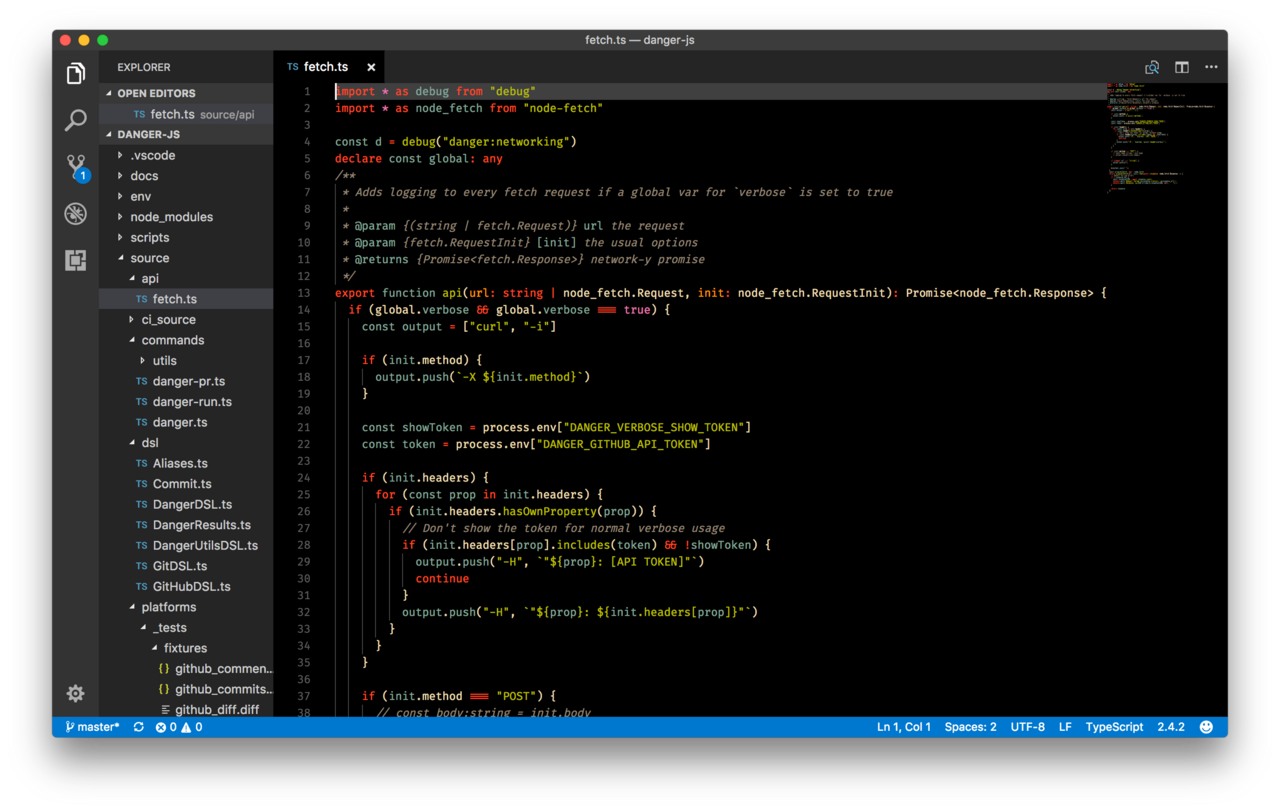 fetch.ts — danger-js
EXPLORER
OPEN EDITORS
TS fetch.ts source/api
DANGER-JS
.vscode
docs
env
node_modules
scripts
source
api
TS fetch.ts
ci_source
commands
utils
TS danger-pr.ts
TS danger-run.ts
TS danger.ts
dsl
TS Aliases.ts
TS Commit.ts
TS DangerDSL.ts
TS DangerResults.ts
TS DangerUtilsDSL.ts
TS GitDSL.ts
TS GitHubDSL.ts
platforms
_tests
fixtures
{} github_commen...
{} github_commits...
github_diff.diff
1
TS fetch.ts ×
1 import * as debug from "debug"
2 import * as node_fetch from "node-fetch"
3
4 const d = debug("danger:networking")
5 declare const global: any
6 /**
7  * Adds logging to every fetch request if a global var for `verbose` is set to true
8  *
9  * @param {(string | fetch.Request)} url the request
10  * @param {fetch.RequestInit} [init] the usual options
11  * @returns {Promise<fetch.Response>} network-y promise
12  */
13 export function api(url: string | node_fetch.Request, init: node_fetch.RequestInit): Promise<node_fetch.Response> {
14   if (global.verbose && global.verbose === true) {
15     const output = ["curl", "-i"]
16
17     if (init.method) {
18       output.push(`-X ${init.method}`)
19     }
20
21     const showToken = process.env["DANGER_VERBOSE_SHOW_TOKEN"]
22     const token = process.env["DANGER_GITHUB_API_TOKEN"]
23
24     if (init.headers) {
25       for (const prop in init.headers) {
26         if (init.headers.hasOwnProperty(prop)) {
27           // Don't show the token for normal verbose usage
28           if (init.headers[prop].includes(token) && !showToken) {
29             output.push("-H", `"${prop}: [API TOKEN]"`)
30             continue
31           }
32           output.push("-H", `"${prop}: ${init.headers[prop]}"`)
33         }
34       }
35     }
36
37     if (init.method === "POST") {
38       // const body:string = init.body
master* 0 0 Ln 1, Col 1 Spaces: 2 UTF-8 LF TypeScript 2.4.2